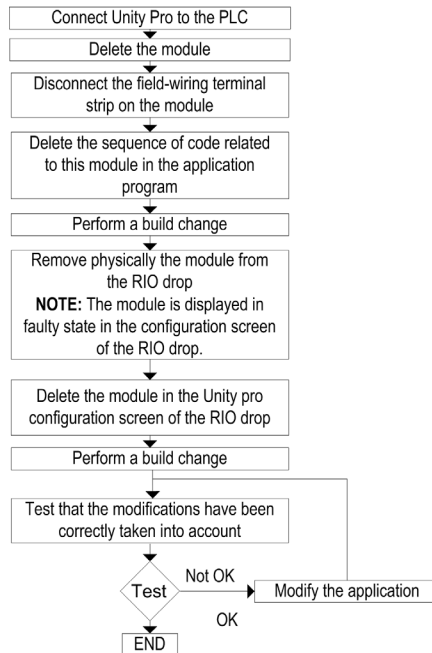 Connect Unity Pro to the PLC
Delete the module
Disconnect the field-wiring terminal
strip on the module
Delete the sequence of code related
to this module in the application
program
Perform a build change
Remove physically the module from
the RIO drop
NOTE: The module is displayed in
faulty state in the configuration screen
of the RIO drop.
Delete the module in the Unity pro
configuration screen of the RIO drop
Perform a build change
Test that the modifications have been
correctly taken into account
Test
Not OK
Modify the application
OK
END